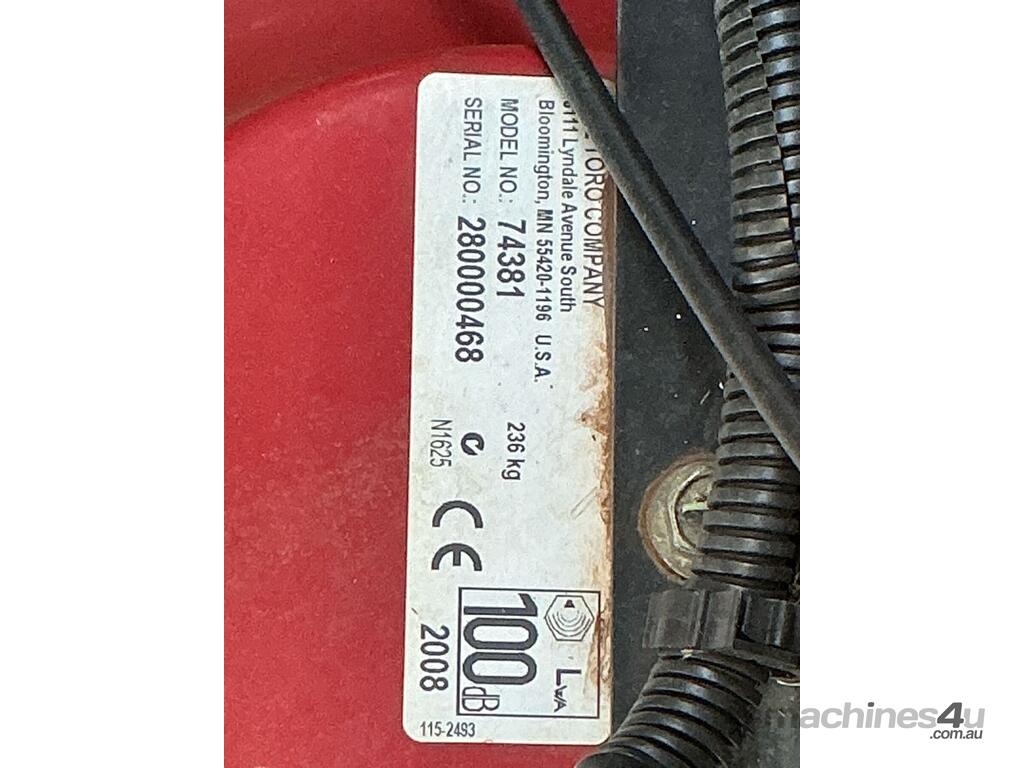 TORO COMPANY
8111 Lyndale Avenue South
Bloomington, MN 55420-1196 U.S.A.
MODEL NO.: 74381 236 kg
SERIAL NO.: 280000468
N1625
CE
LWA
100 dB
2008
115-2493
machines4u
.com.au